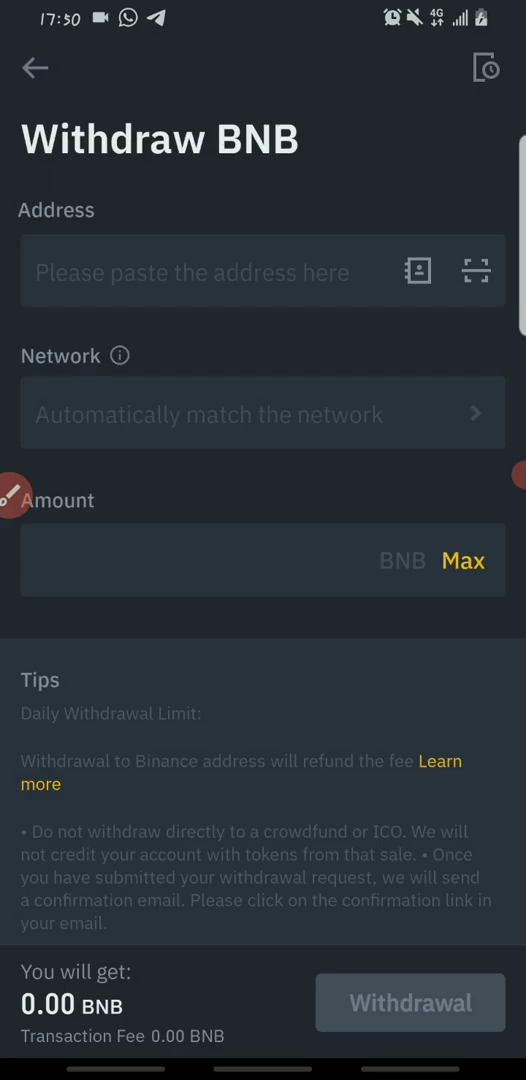 17:50
4G
Withdraw BNB
Address
Please paste the address here
Network
Automatically match the network
Amount
BNB Max
Tips
Daily Withdrawal Limit:
Withdrawal to Binance address will refund the fee Learn
more
• Do not withdraw directly to a crowdfund or ICO. We will
not credit your account with tokens from that sale. • Once
you have submitted your withdrawal request, we will send
a confirmation email. Please click on the confirmation link in
your email.
You will get:
0.00 BNB
Transaction Fee 0.00 BNB
Withdrawal